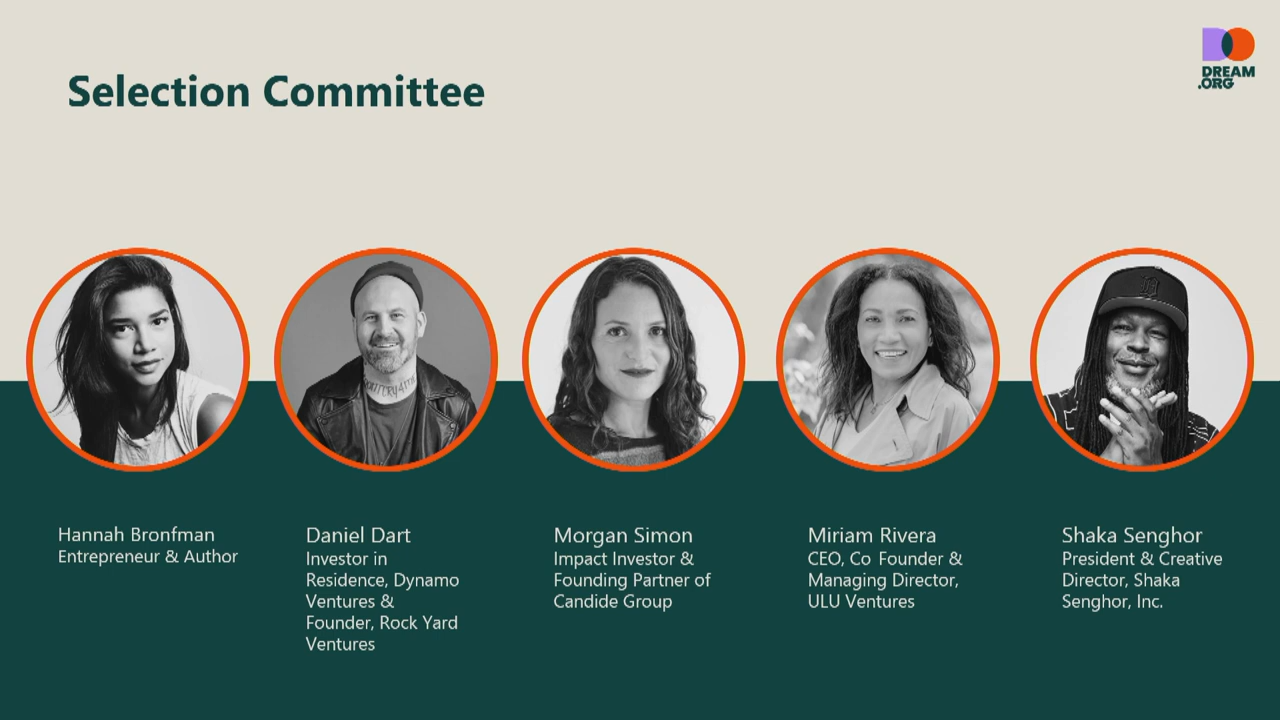 Selection Committee
DREAM
.ORG
Hannah Bronfman
Entrepreneur & Author
Daniel Dart
Investor in
Residence, Dynamo
Ventures &
Founder, Rock Yard
Ventures
Morgan Simon
Impact Investor &
Founding Partner of
Candide Group
Miriam Rivera
CEO, Co Founder &
Managing Director,
ULU Ventures
Shaka Senghor
President & Creative
Director, Shaka
Senghor, Inc.